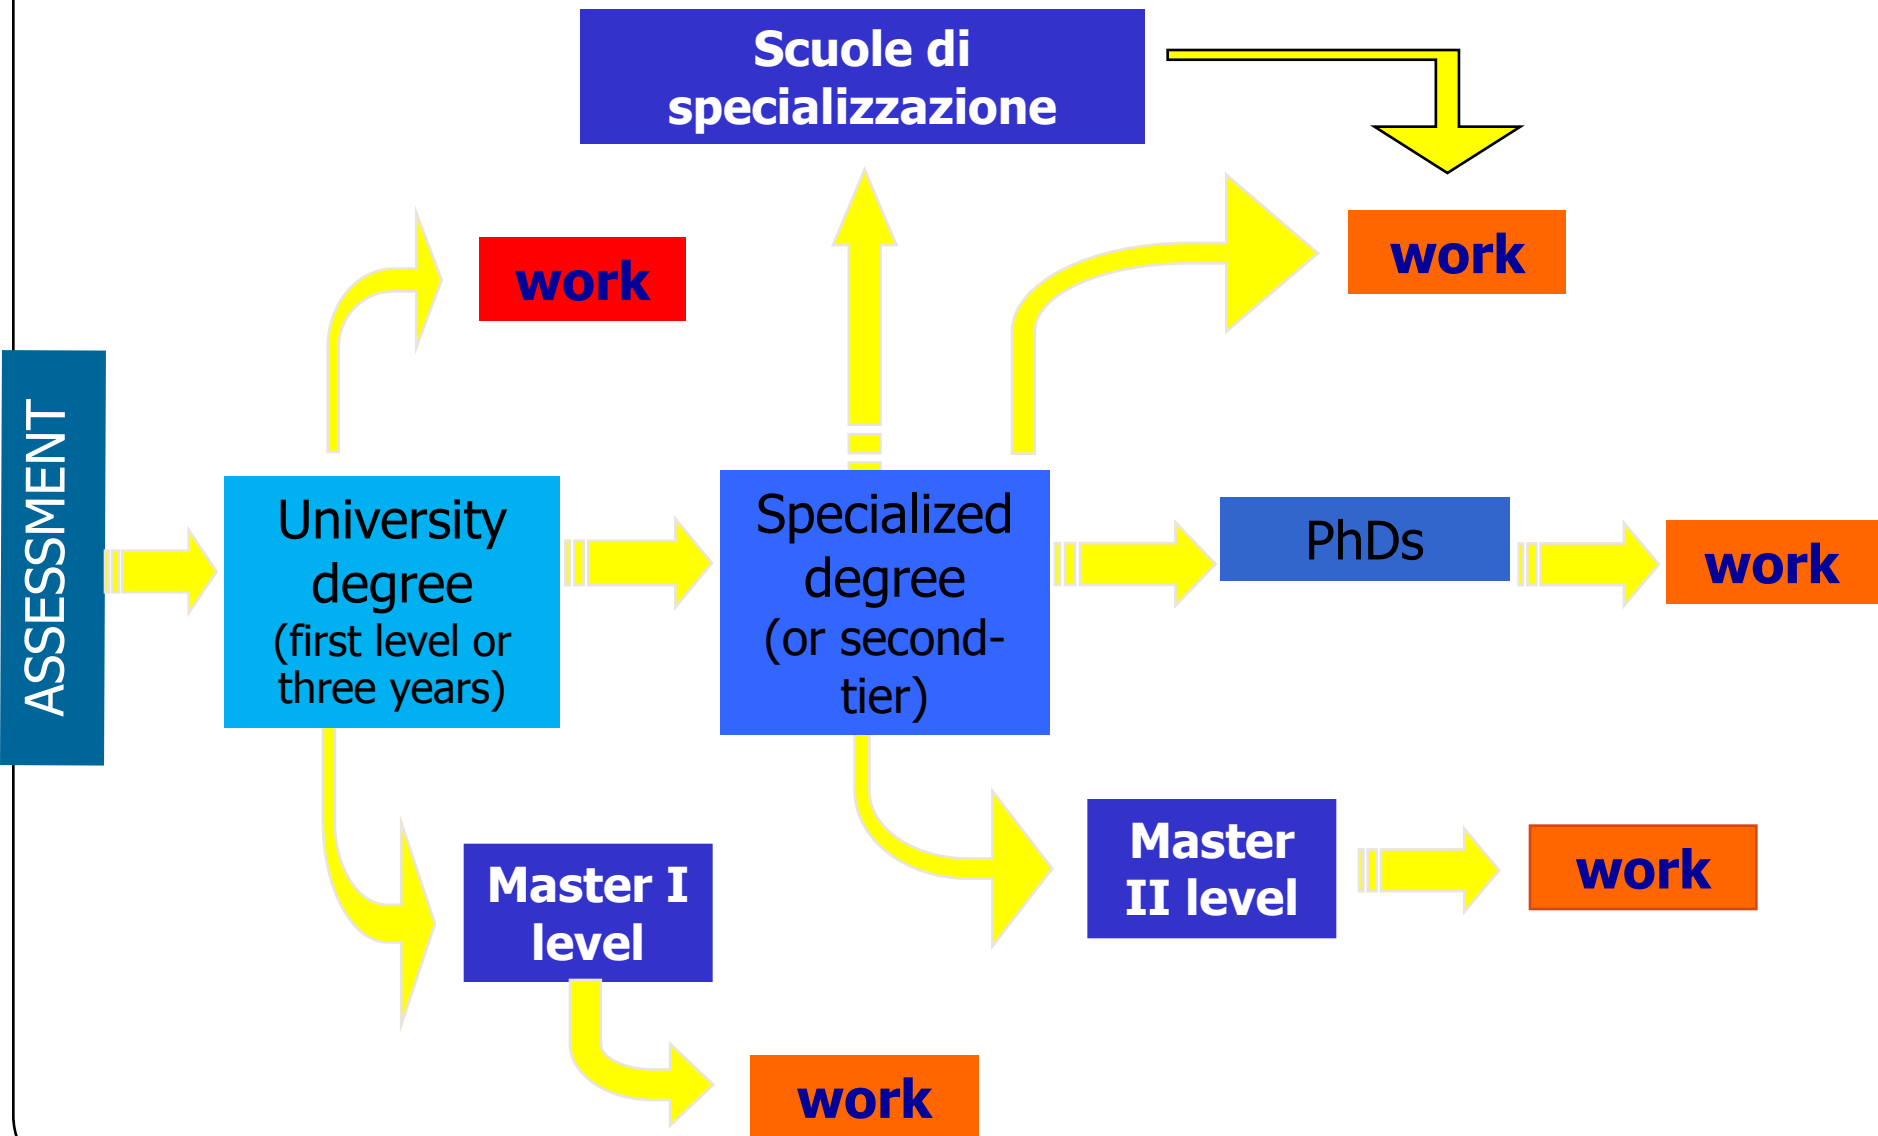 Scuole di
specializzazione
work
work
ASSESSMENT
University
degree
(first level or
three years)
Specialized
degree
(or second-
tier)
PhDs
work
Master I
level
Master
II level
work
work